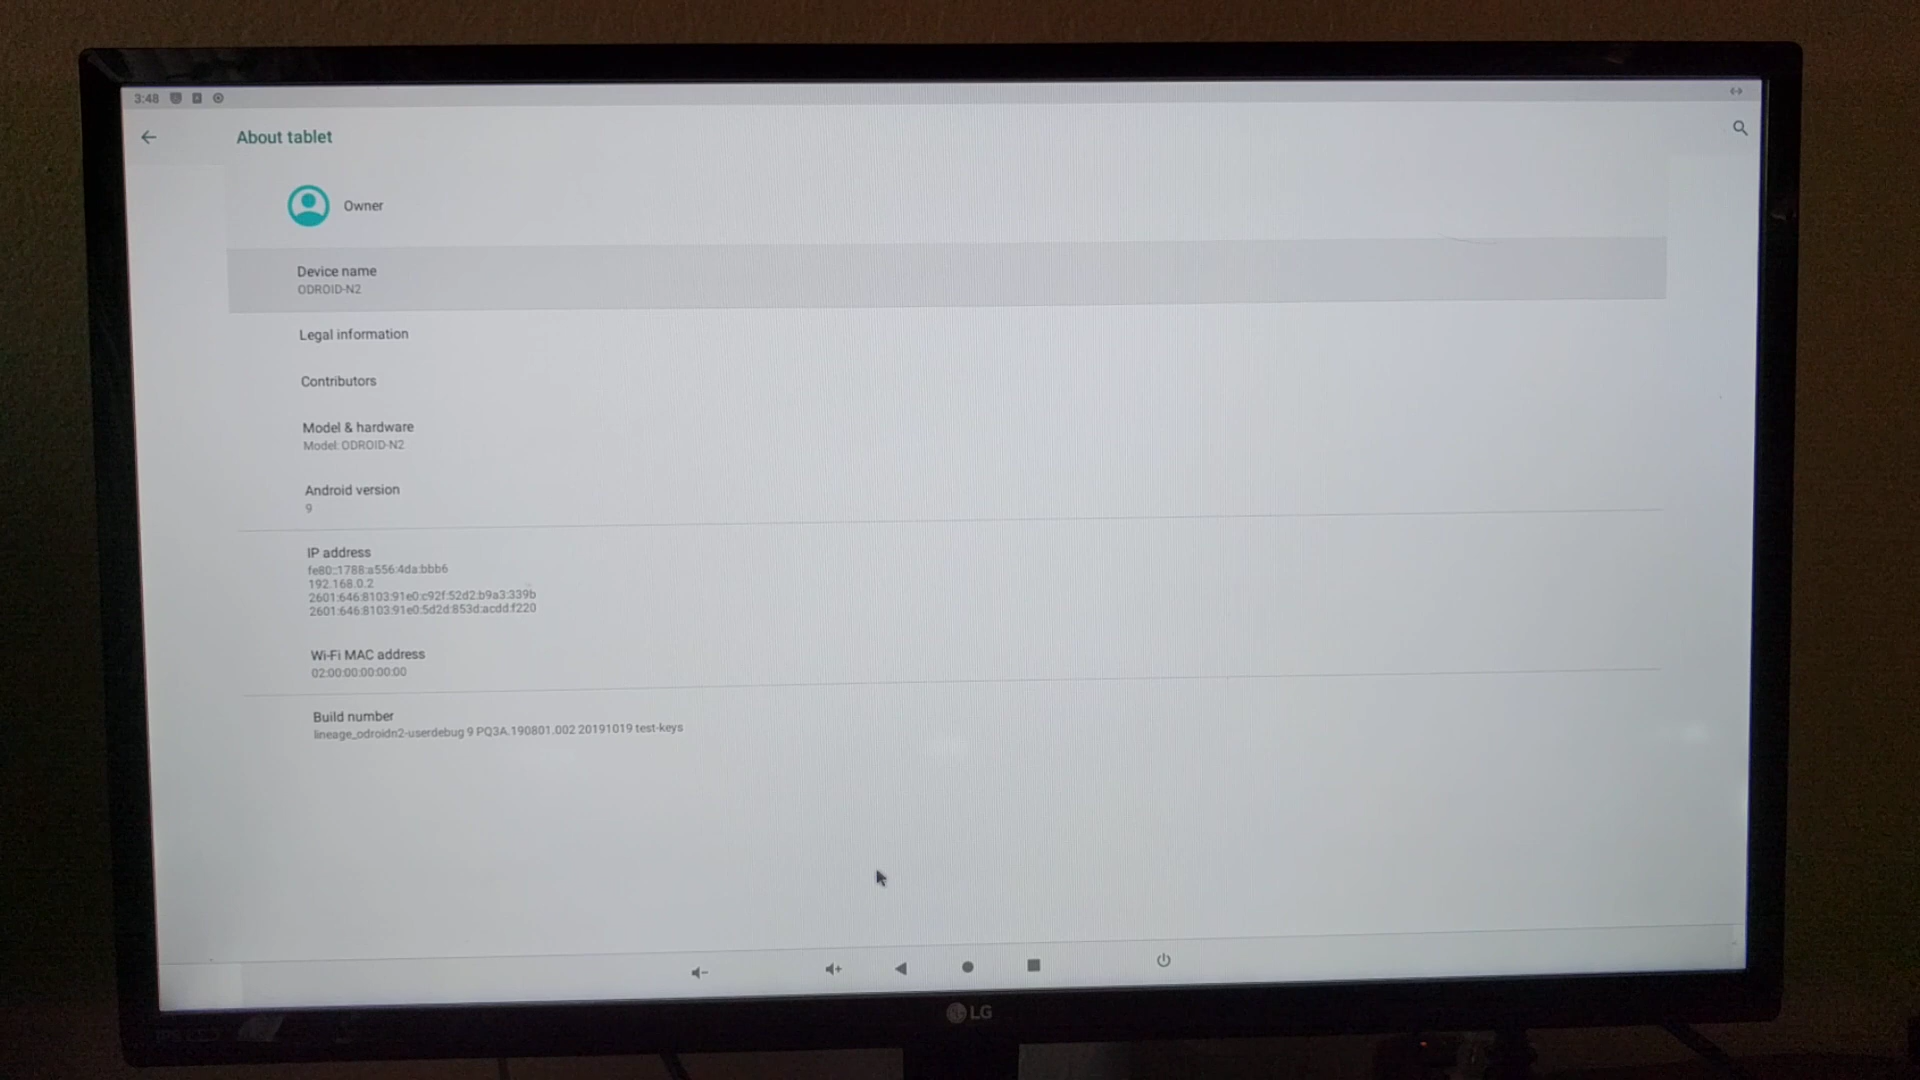 3:48
About tablet
Owner
Device name
ODROID-N2
Legal information
Contributors
Model & hardware
Model: ODROID-N2
Android version
9
IP address
fe80::1788:a556:4da:bbb6
192.168.0.2
2601:646:8103:91e0:c92f:52d2:b9a3:339b
2601:646:8103:91e0:5d2d:853d:acdd:f220
Wi-Fi MAC address
02:00:00:00:00:00
Build number
lineage_odroidn2-userdebug 9 PQ3A.190801.002 20191019 test-keys
LG